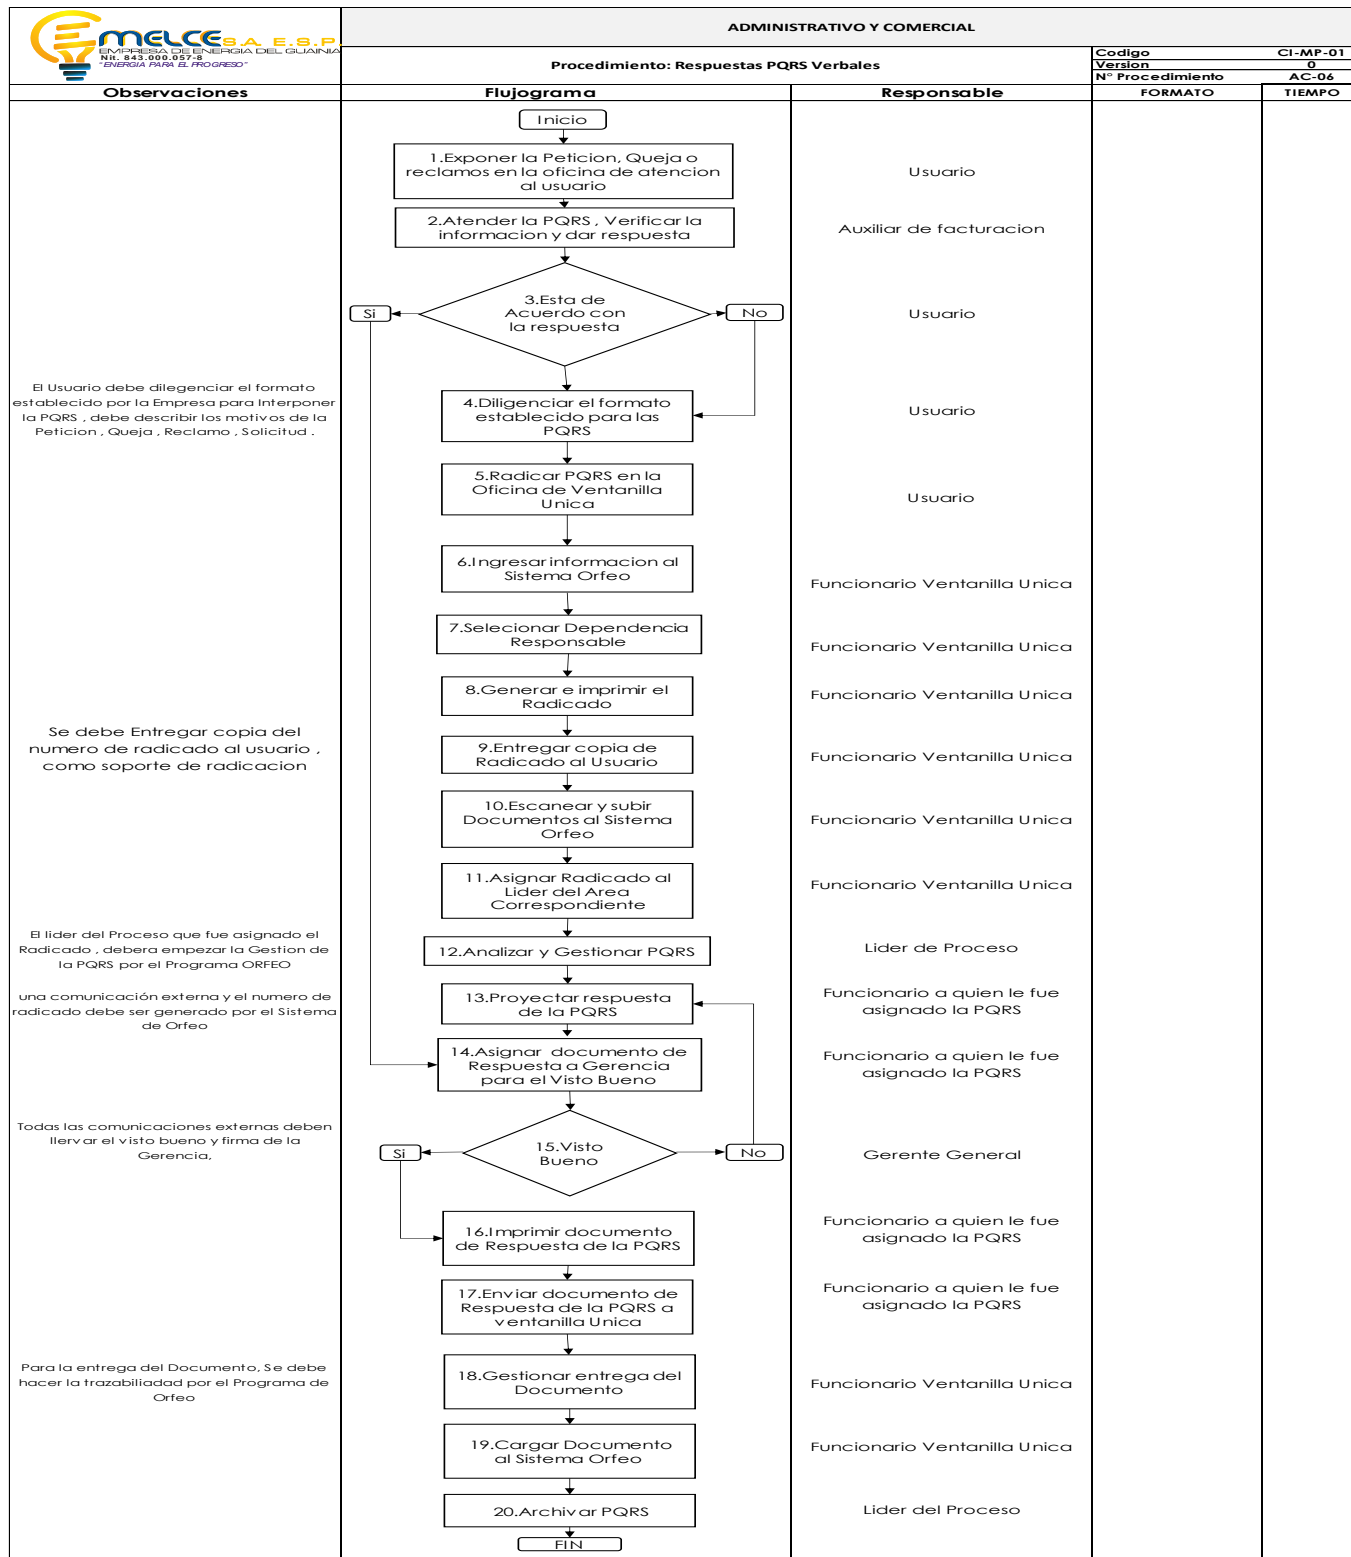 EMELCE S.A. E.S.P.
EMPRESA DE ENERGIA DEL GUAINIA
Nit. 843.000.057-8
"ENERGIA PARA EL PROGRESO"
ADMINISTRATIVO Y COMERCIAL
Procedimiento: Respuestas PQRS Verbales
Codigo CI-MP-01
Version 0
N° Procedimiento AC-06
Observaciones Flujograma Responsable FORMATO TIEMPO
Inicio
1.Exponer la Peticion, Queja o
reclamos en la oficina de atencion
al usuario
Usuario
2.Atender la PQRS , Verificar la
informacion y dar respuesta
Auxiliar de facturacion
3.Esta de
Acuerdo con
la respuesta
Si
No
Usuario
El Usuario debe dilegenciar el formato
establecido por la Empresa para Interponer
la PQRS , debe describir los motivos de la
Peticion , Queja , Reclamo , Solicitud .
4.Diligenciar el formato
establecido para las
PQRS
Usuario
5.Radicar PQRS en la
Oficina de Ventanilla
Unica
Usuario
6.Ingresar informacion al
Sistema Orfeo
Funcionario Ventanilla Unica
7.Selecionar Dependencia
Responsable
Funcionario Ventanilla Unica
8.Generar e imprimir el
Radicado
Funcionario Ventanilla Unica
Se debe Entregar copia del
numero de radicado al usuario ,
como soporte de radicacion
9.Entregar copia de
Radicado al Usuario
Funcionario Ventanilla Unica
10.Escanear y subir
Documentos al Sistema
Orfeo
Funcionario Ventanilla Unica
11.Asignar Radicado al
Lider del Area
Correspondiente
Funcionario Ventanilla Unica
El lider del Proceso que fue asignado el
Radicado , debera empezar la Gestion de
la PQRS por el Programa ORFEO
12.Analizar y Gestionar PQRS
Lider de Proceso
una comunicación externa y el numero de
radicado debe ser generado por el Sistema
de Orfeo
13.Proyectar respuesta
de la PQRS
Funcionario a quien le fue
asignado la PQRS
14.Asignar documento de
Respuesta a Gerencia
para el Visto Bueno
Funcionario a quien le fue
asignado la PQRS
Todas las comunicaciones externas deben
llervar el visto bueno y firma de la
Gerencia,
15.Visto
Bueno
Si
No
Gerente General
16.Imprimir documento
de Respuesta de la PQRS
Funcionario a quien le fue
asignado la PQRS
17.Enviar documento de
Respuesta de la PQRS a
ventanilla Unica
Funcionario a quien le fue
asignado la PQRS
Para la entrega del Documento, Se debe
hacer la trazabiliadad por el Programa de
Orfeo
18.Gestionar entrega del
Documento
Funcionario Ventanilla Unica
19.Cargar Documento
al Sistema Orfeo
Funcionario Ventanilla Unica
20.Archivar PQRS
Lider del Proceso
FIN